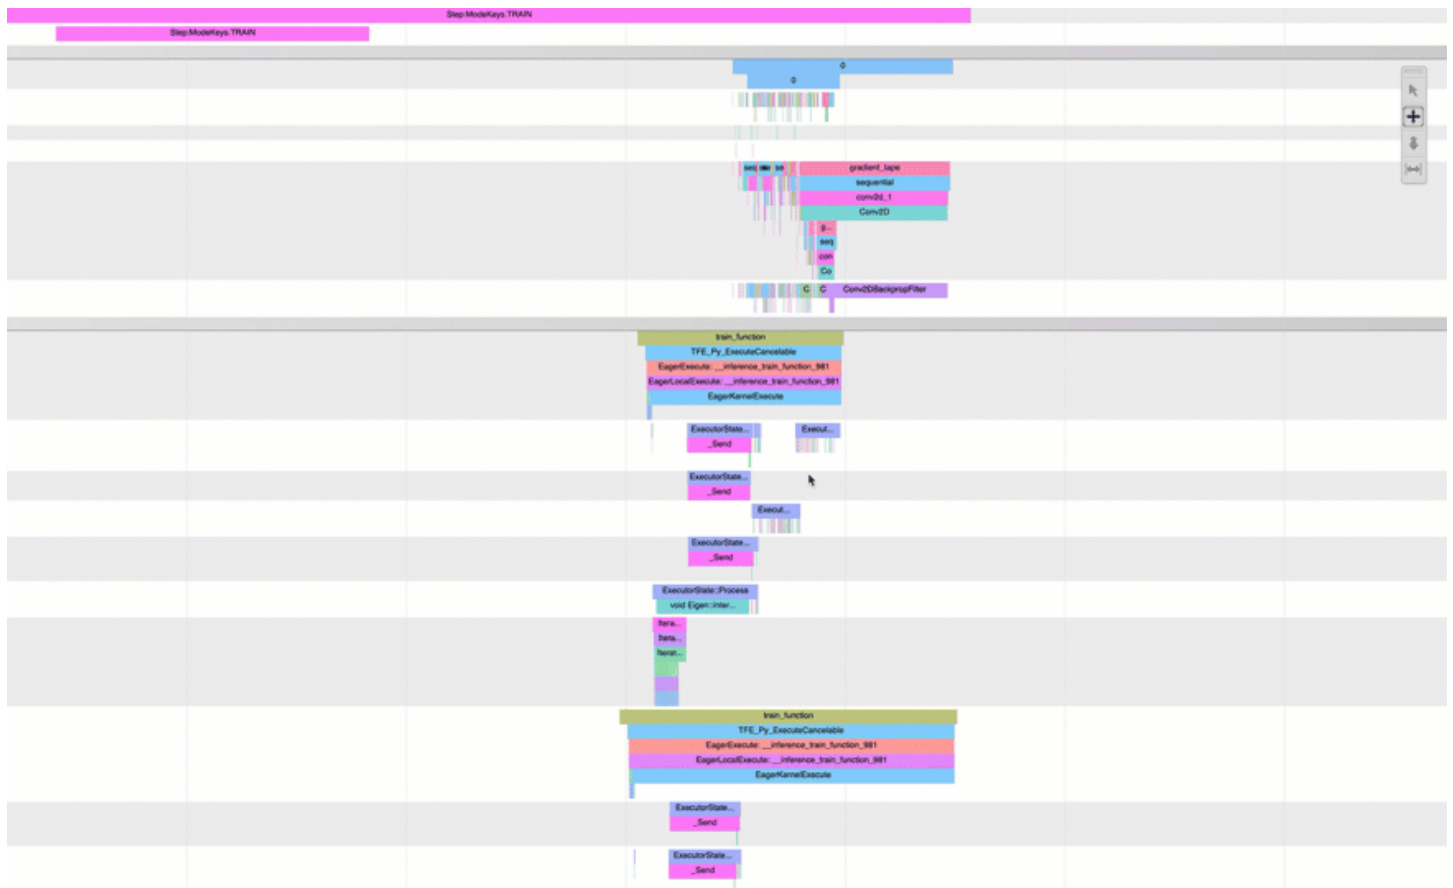 Step:ModeKeys.TRAIN
Step:ModeKeys.TRAIN
0
0
gradient_tape
sequential
conv2d_1
Conv2D
g...
seq
con
Co
C C Conv2DBackpropFilter
train_function
TFE_Py_ExecuteCancelable
EagerExecute: __inference_train_function_981
EagerLocalExecute: __inference_train_function_981
EagerKernelExecute
ExecutorState... Execut...
_Send
ExecutorState...
_Send
Execut...
ExecutorState...
_Send
ExecutorState::Process
void Eigen::inter...
Itera...
Itera...
Iterat...
train_function
TFE_Py_ExecuteCancelable
EagerExecute: __inference_train_function_981
EagerLocalExecute: __inference_train_function_981
EagerKernelExecute
ExecutorState...
_Send
ExecutorState...
_Send